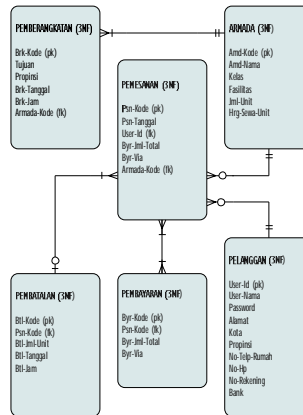 PEMBERANGKATAN (3NF)
Brk-Kode (pk)
Tujuan
Propinsi
Brk-Tanggal
Brk-Jam
Armada-Kode (fk)
ARMADA (3NF)
Amd-Kode (pk)
Amd-Nama
Kelas
Fasilitas
Jml-Unit
Hrg-Sewa-Unit
PEMESANAN (3NF)
Psn-Kode (pk)
Psn-Tanggal
User-Id (fk)
Byr-Jml-Total
Byr-Via
Armada-Kode (fk)
PEMBATALAN (3NF)
Btl-Kode (pk)
Psn-Kode (fk)
Btl-Jml-Unit
Btl-Tanggal
Btl-Jam
PEMBAYARAN (3NF)
Byr-Kode (pk)
Psn-Kode (fk)
Byr-Jml-Total
Byr-Via
PELANGGAN (3NF)
User-Id (pk)
User-Nama
Password
Alamat
Kota
Propinsi
No-Telp-Rumah
No-Hp
No-Rekening
Bank